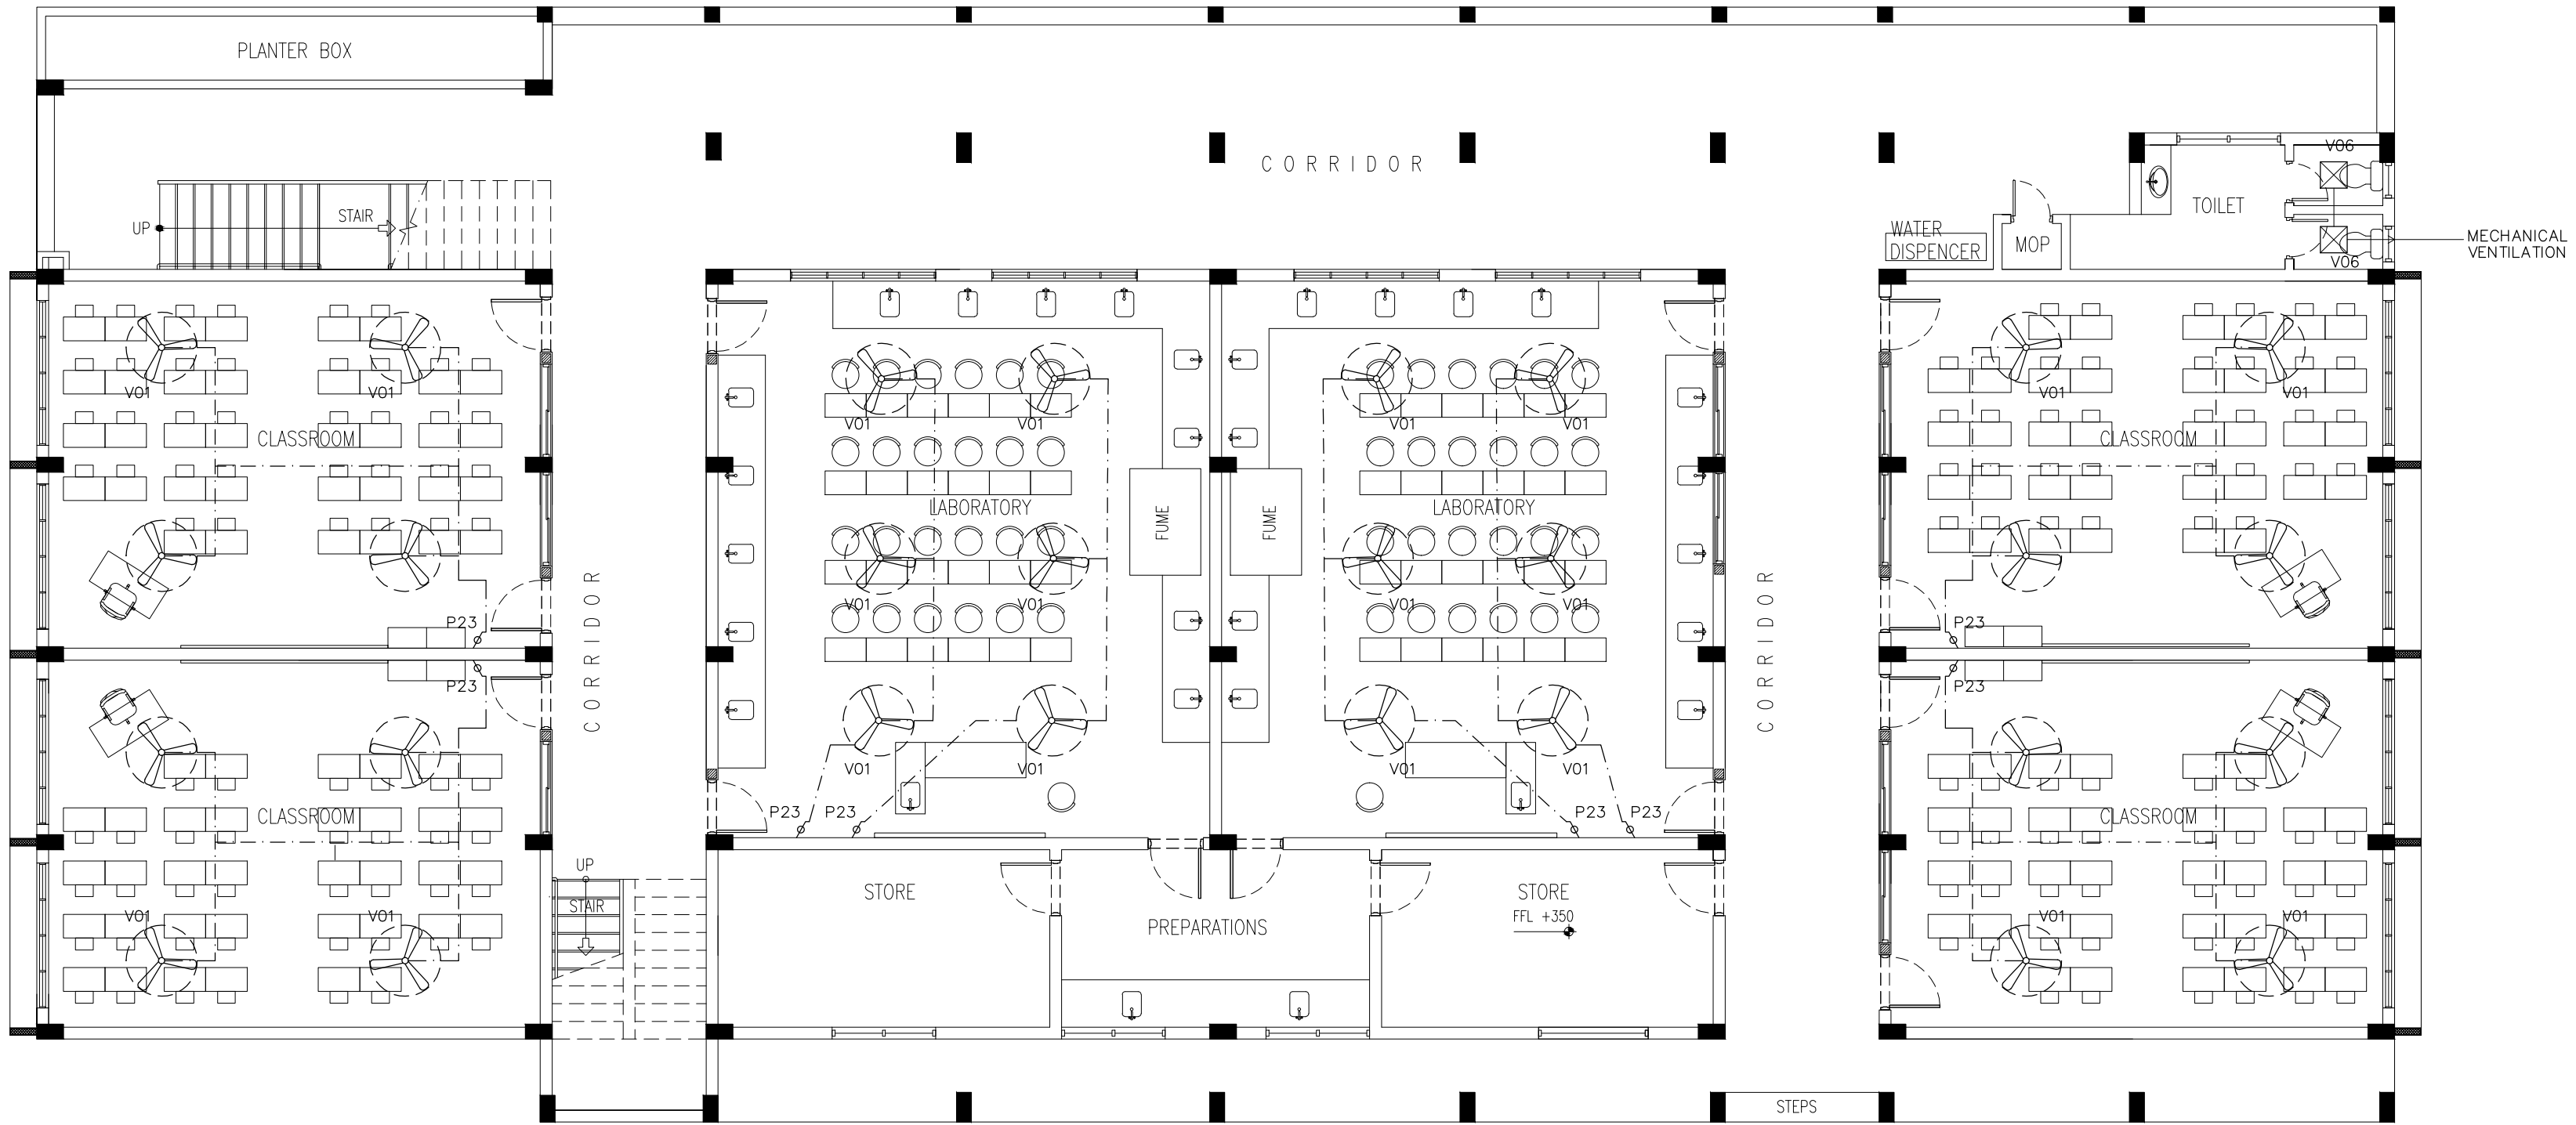 PLANTER BOX
V06
CORRIDOR
TOILET
STAIR
UP
WATER
DISPENCER
MOP
MECHANICAL
VENTILATION
V06
V01
V01
V01
V01
V01
V01
V01
V01
CLASSROOM
CLASSROOM
LABORATORY
FUME
FUME
LABORATORY
V01
V01
V01
V01
P23
P23
CORRIDOR
CORRIDOR
P23
P23
V01
V01
V01
V01
P23
P23
P23
P23
CLASSROOM
CLASSROOM
UP
STAIR
STORE
STORE
FFL +350
PREPARATIONS
V01
V01
V01
V01
STEPS